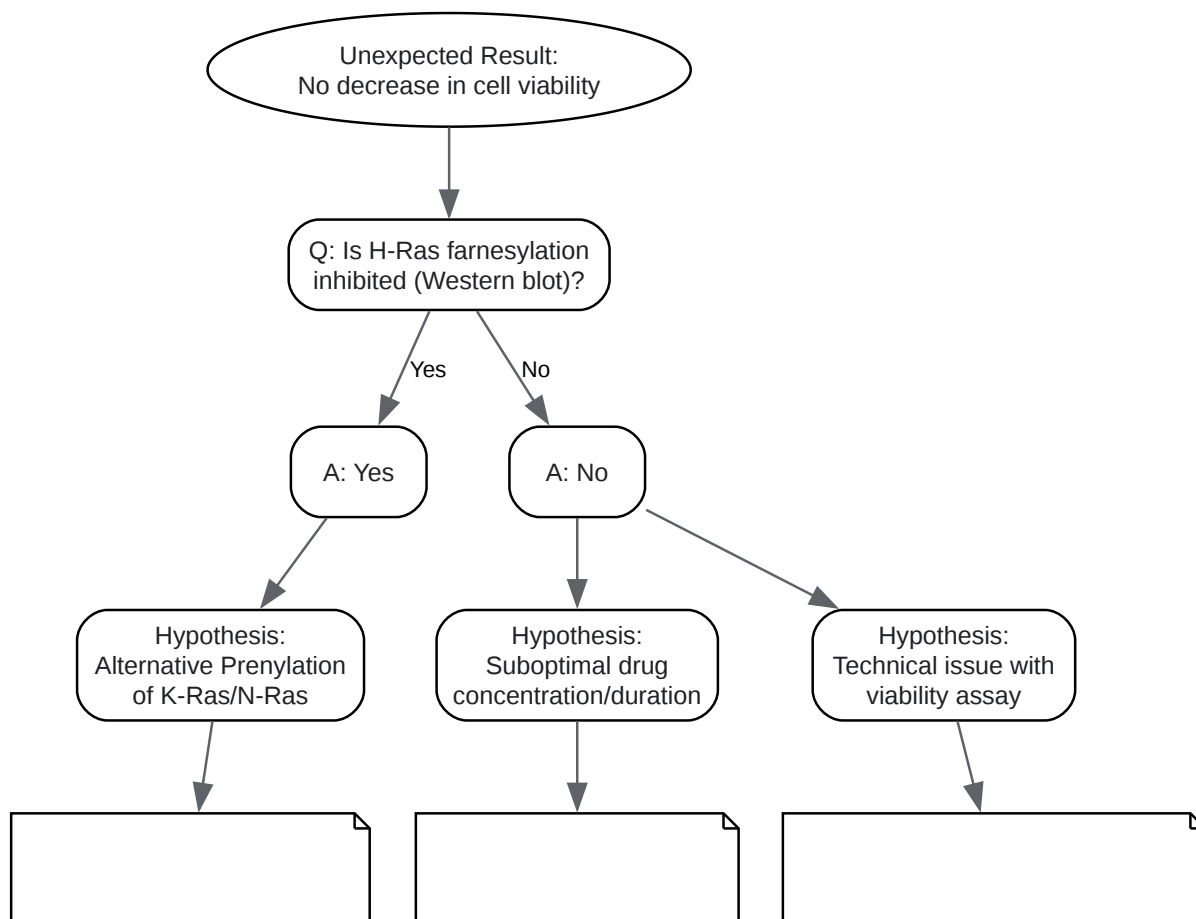 Unexpected Result:
No decrease in cell viability
Q: Is H-Ras farnesylation
inhibited (Western blot)?
Yes
No
A: Yes
A: No
Hypothesis:
Alternative Prenylation
of K-Ras/N-Ras
Hypothesis:
Suboptimal drug
concentration/duration
Hypothesis:
Technical issue with
viability assay